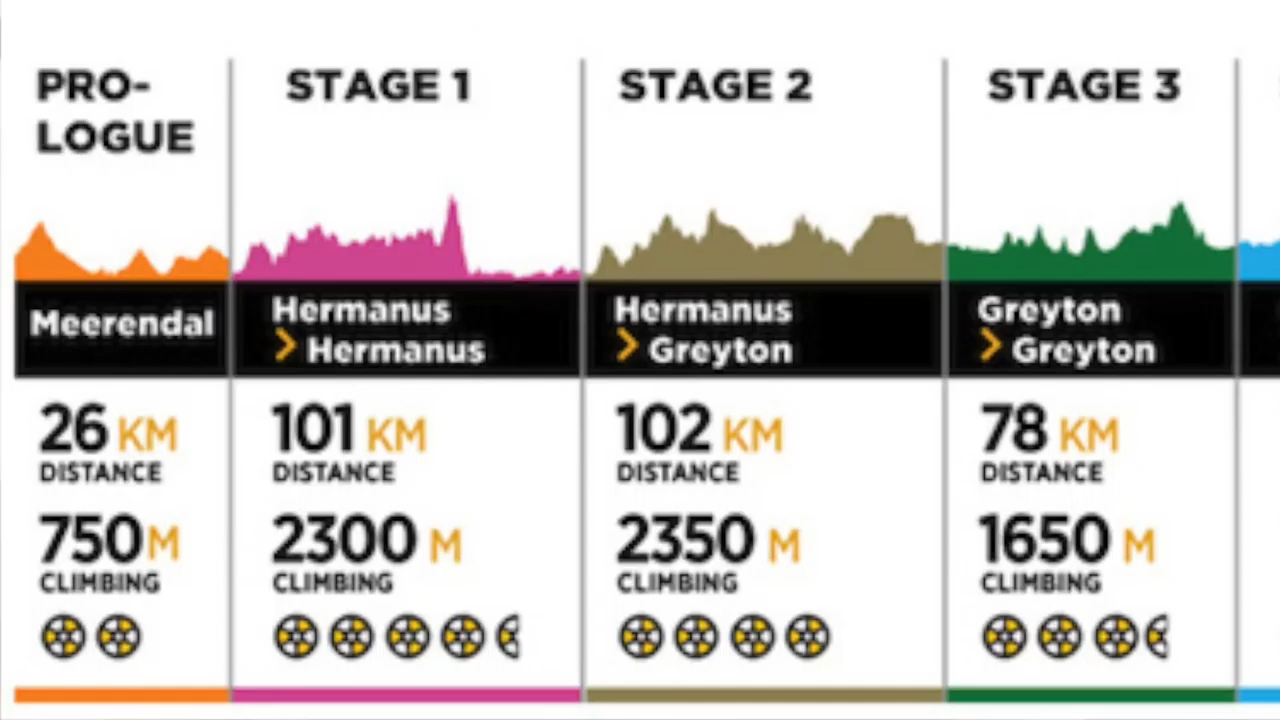 PRO-
LOGUE
Meerendal
26 KM
DISTANCE
750M
CLIMBING
STAGE 1
Hermanus
> Hermanus
101 KM
DISTANCE
2300 M
CLIMBING
STAGE 2
Hermanus
> Greyton
102 KM
DISTANCE
2350 M
CLIMBING
STAGE 3
Greyton
> Greyton
78 KM
DISTANCE
1650 M
CLIMBING